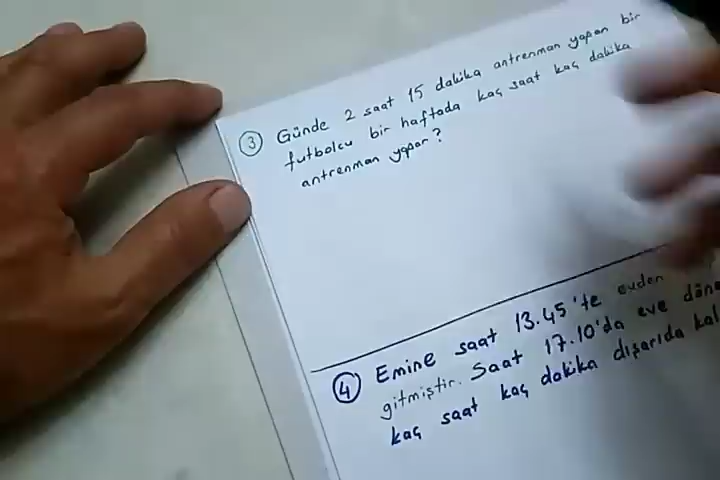 3 Günde 2 saat 15 dakika antrenman yapan bir
futbolcu bir haftada kaç saat kaç dakika
antrenman yapar?
4 Emine saat 13.45'te evden
gitmiştir. Saat 17.10'da eve
kaç saat kaç dakika dışarıda